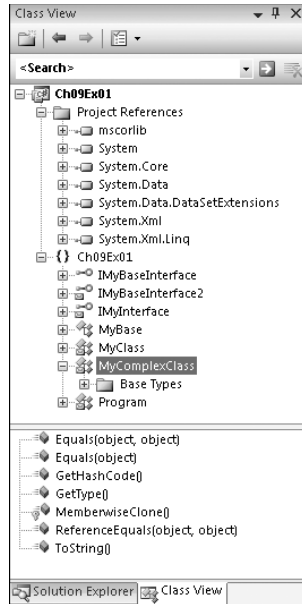 Class View
<Search>
Ch09Ex01
Project References
mscorlib
System
System.Core
System.Data
System.Data.DataSetExtensions
System.Xml
System.Xml.Linq
{} Ch09Ex01
IMyBaseInterface
IMyBaseInterface2
IMyInterface
MyBase
MyClass
MyComplexClass
Base Types
Program
Equals(object, object)
Equals(object)
GetHashCode()
GetType()
MemberwiseClone()
ReferenceEquals(object, object)
ToString()
Solution Explorer Class View